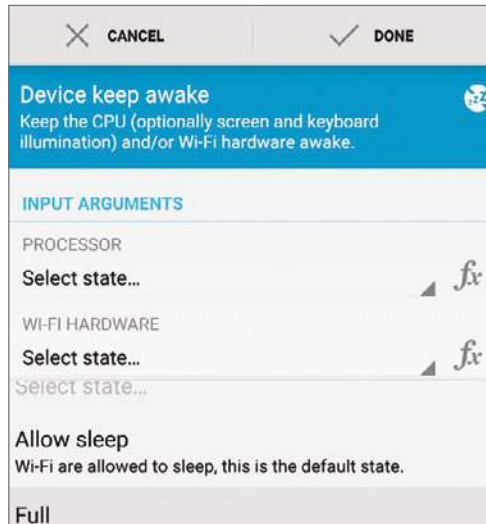 CANCEL
DONE
Device keep awake
Keep the CPU (optionally screen and keyboard
illumination) and/or Wi-Fi hardware awake.
INPUT ARGUMENTS
PROCESSOR
Select state...
fx
WI-FI HARDWARE
Select state...
fx
Select state...
Allow sleep
Wi-Fi are allowed to sleep, this is the default state.
Full